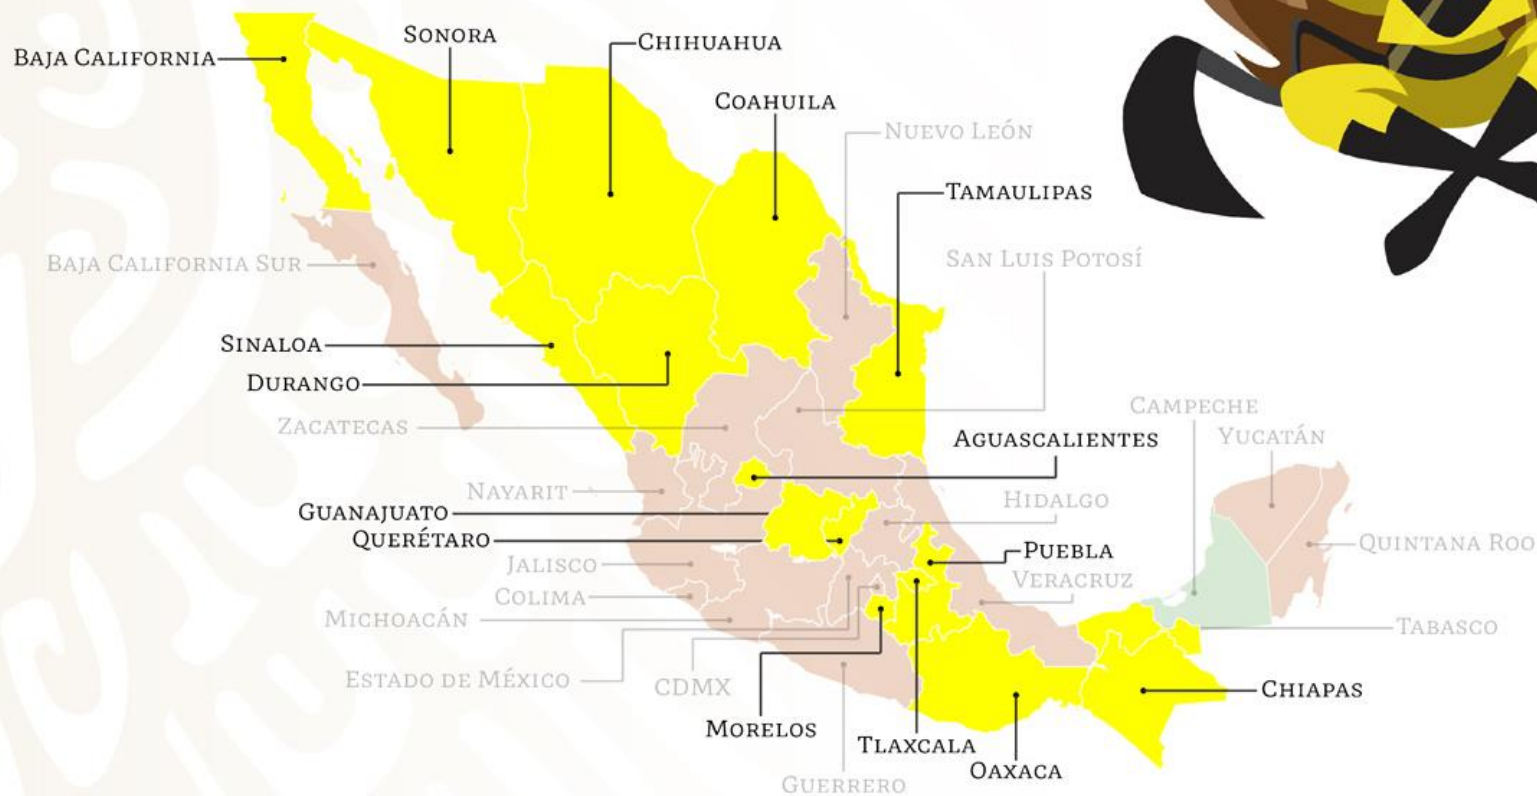 SONORA
CHIHUAHUA
BAJA CALIFORNIA
COAHUILA
NUEVO LEÓN
TAMAULIPAS
SAN LUIS POTOSÍ
BAJA CALIFORNIA SUR
SINALOA
DURANGO
CAMPECHE
ZACATECAS
YUCATÁN
AGUASCALIENTES
NAYARIT
HIDALGO
GUANAJUATO
QUERÉTARO
QUINTANA ROO
PUEBLA
JALISCO
VERACRUZ
COLIMA
MICHOACÁN
TABASCO
ESTADO DE MÉXICO
CDMX
CHIAPAS
MORELOS
TLAXCALA
OAXACA
GUERRERO